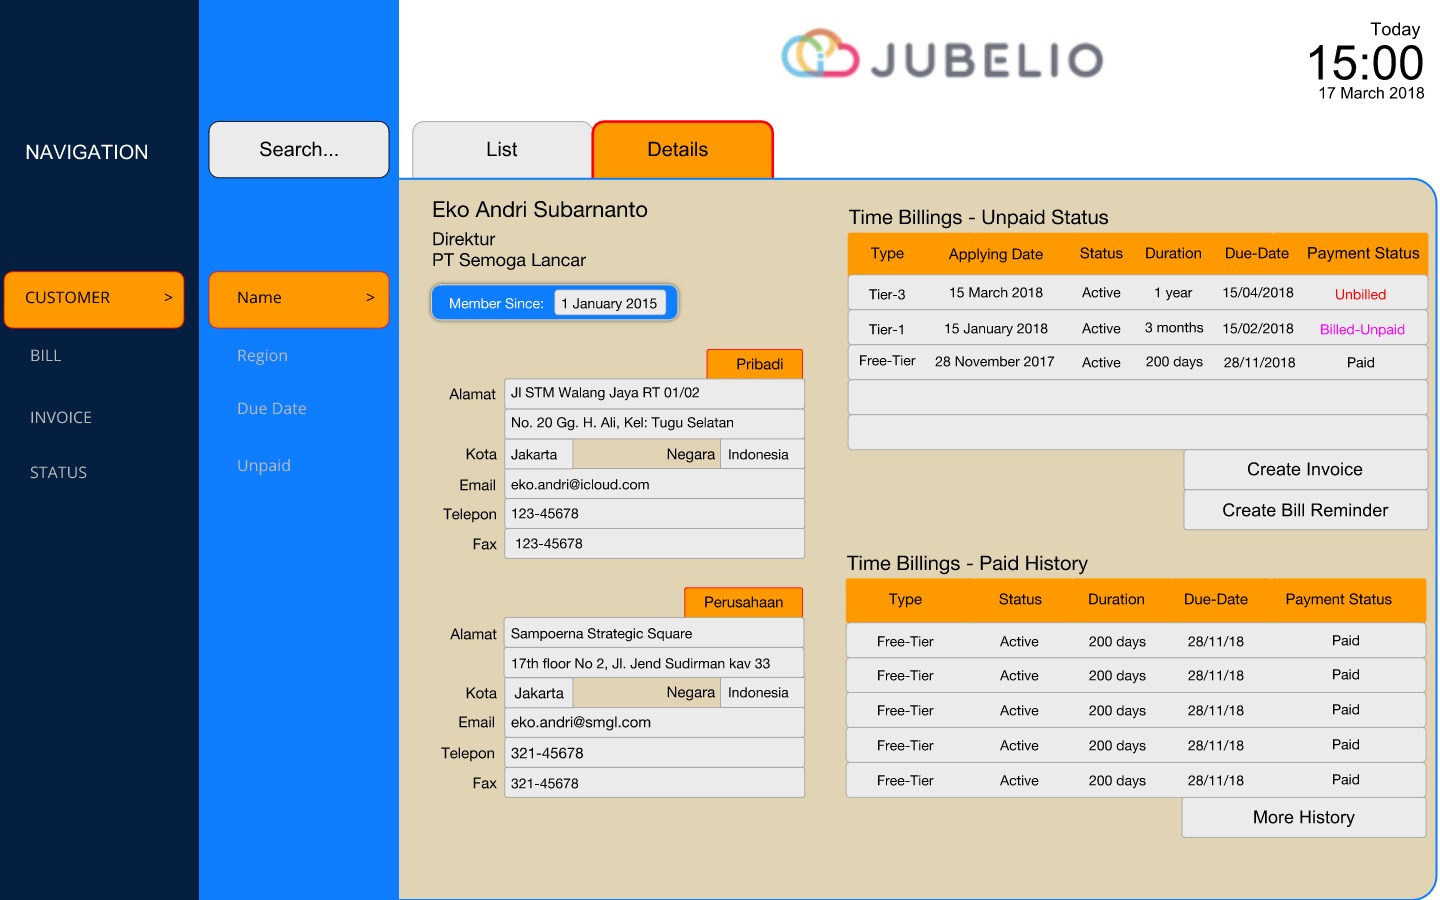 JUBELIO
Today
15:00
17 March 2018
NAVIGATION
CUSTOMER >
BILL
INVOICE
STATUS
Search...
Name >
Region
Due Date
Unpaid
List
Details
Eko Andri Subarnanto
Direktur
PT Semoga Lancar
Member Since: 1 January 2015
Pribadi
Alamat Jl STM Walang Jaya RT 01/02
No. 20 Gg. H. Ali, Kel: Tugu Selatan
Kota Jakarta Negara Indonesia
Email eko.andri@icloud.com
Telepon 123-45678
Fax 123-45678
Perusahaan
Alamat Sampoerna Strategic Square
17th floor No 2, Jl. Jend Sudirman kav 33
Kota Jakarta Negara Indonesia
Email eko.andri@smgl.com
Telepon 321-45678
Fax 321-45678
Time Billings - Unpaid Status
Type Applying Date Status Duration Due-Date Payment Status
Tier-3 15 March 2018 Active 1 year 15/04/2018 Unbilled
Tier-1 15 January 2018 Active 3 months 15/02/2018 Billed-Unpaid
Free-Tier 28 November 2017 Active 200 days 28/11/2018 Paid
Create Invoice
Create Bill Reminder
Time Billings - Paid History
Type Status Duration Due-Date Payment Status
Free-Tier Active 200 days 28/11/18 Paid
Free-Tier Active 200 days 28/11/18 Paid
Free-Tier Active 200 days 28/11/18 Paid
Free-Tier Active 200 days 28/11/18 Paid
Free-Tier Active 200 days 28/11/18 Paid
More History